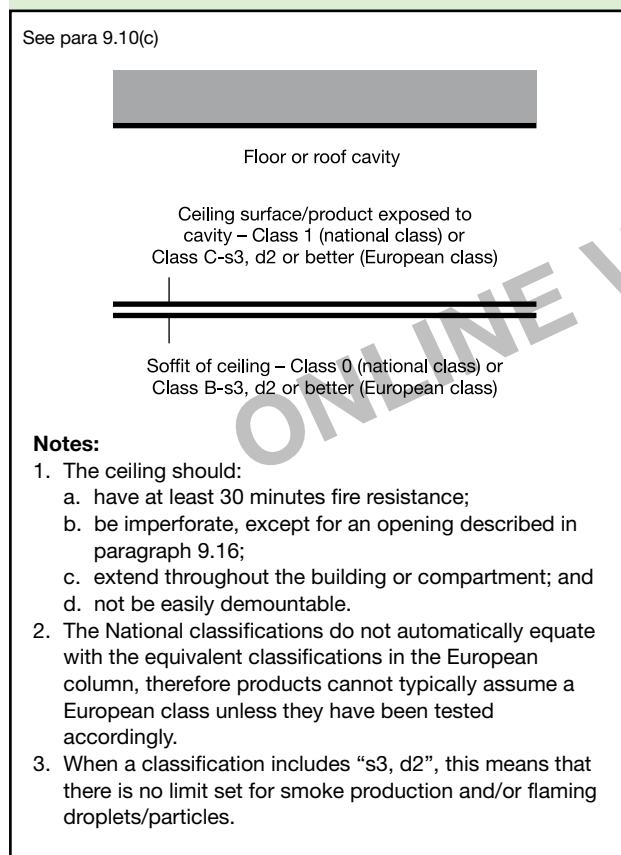 See para 9.10(c)
Floor or roof cavity
Ceiling surface/product exposed to
cavity – Class 1 (national class) or
Class C-s3, d2 or better (European class)
Soffit of ceiling – Class 0 (national class) or
Class B-s3, d2 or better (European class)
ONLINE V
Notes:
1. The ceiling should:
a. have at least 30 minutes fire resistance;
b. be imperforate, except for an opening described in
paragraph 9.16;
c. extend throughout the building or compartment; and
d. not be easily demountable.
2. The National classifications do not automatically equate
with the equivalent classifications in the European
column, therefore products cannot typically assume a
European class unless they have been tested
accordingly.
3. When a classification includes “s3, d2”, this means that
there is no limit set for smoke production and/or flaming
droplets/particles.